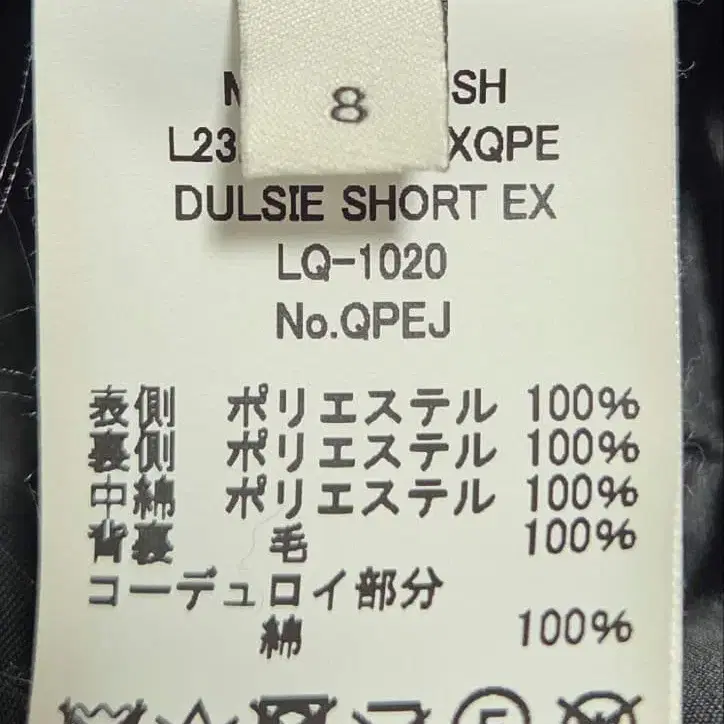 8
SH
L23 XQPE
DULSIE SHORT EX
LQ-1020
No.QPEJ
表側 ポリエステル 100%
裏側 ポリエステル 100%
中綿 ポリエステル 100%
背裏 毛 100%
コーデュロイ部分
綿 100%